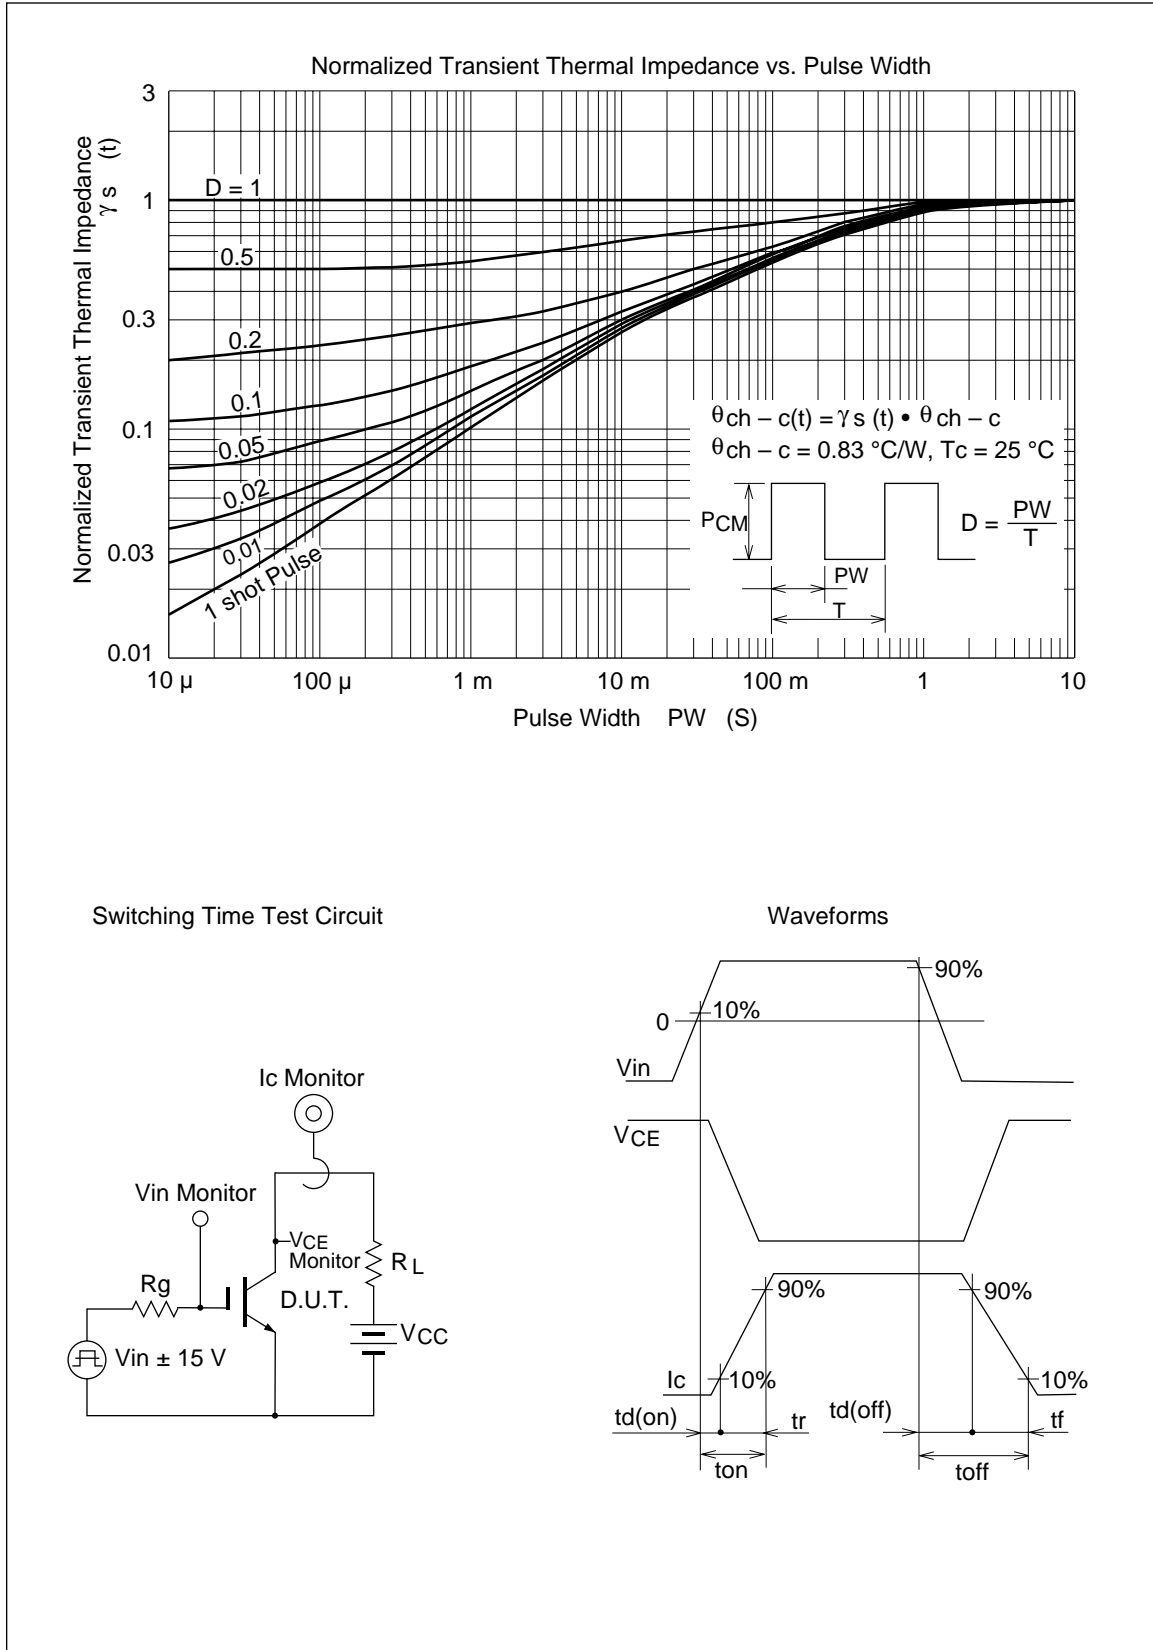 Normalized Transient Thermal Impedance vs. Pulse Width
Normalized Transient Thermal Impedance
γ s (t)
3
1
0.3
0.1
0.03
0.01
D = 1
0.5
0.2
0.1
0.05
0.02
0.01
1 shot Pulse
θch – c(t) = γ s (t) • θch – c
θch – c = 0.83 °C/W, Tc = 25 °C
PCM
D = PW
T
PW
T
10 µ
100 µ
1 m
10 m
100 m
1
10
Pulse Width PW (S)
Switching Time Test Circuit
Ic Monitor
Vin Monitor
VCE
Monitor
RL
Rg
D.U.T.
VCC
Vin ± 15 V
Waveforms
90%
10%
0
Vin
VCE
90%
90%
Ic
10%
10%
td(on)
tr
td(off)
tf
ton
toff